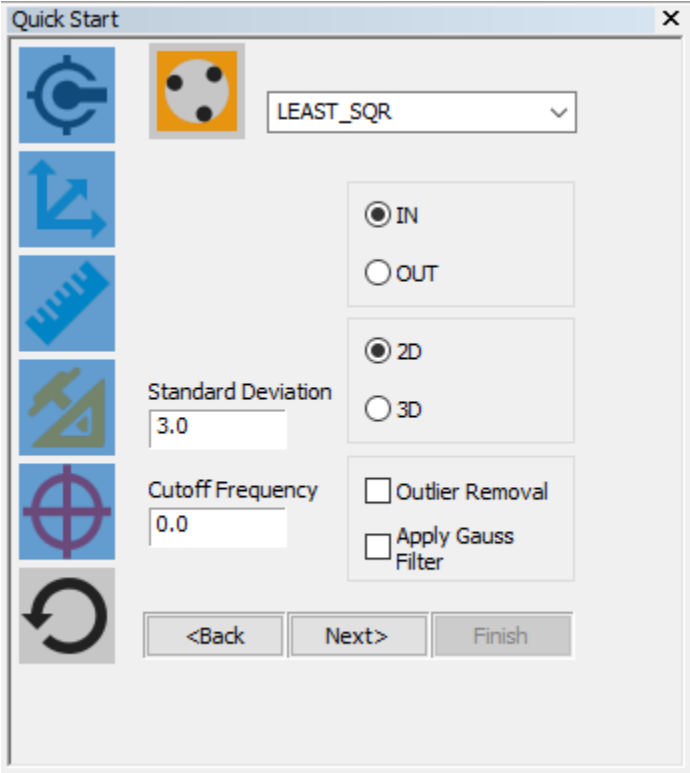 Quick Start
LEAST_SQR
IN
OUT
2D
3D
Standard Deviation
3.0
Cutoff Frequency
0.0
Outlier Removal
Apply Gauss
Filter
<Back
Next>
Finish